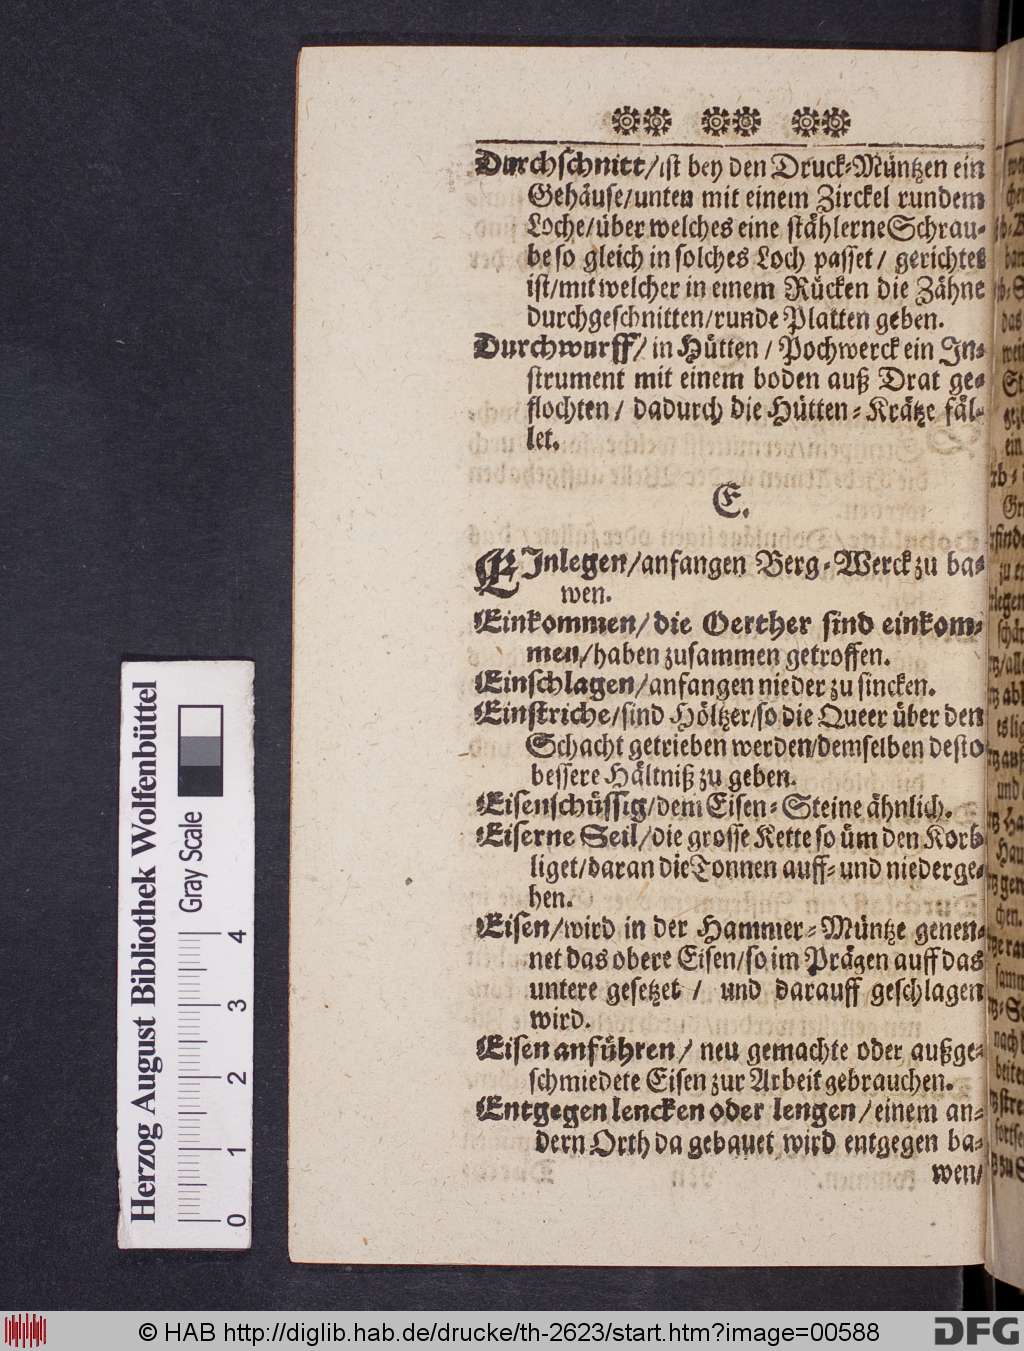 Durchschnitt/ist bey den Druck-Müntzen ein
Gehäuse/unten mit einem Zirckel rundem
Loche/über welches eine stählerne Schrau-
be so gleich in solches Loch passet/ gerichtet
ist/mit welcher in einem Rücken die Zähne
durchgeschnitten/runde Platten geben.
Durchwurff/ in Hütten / Pochwerck ein In-
strument mit einem boden auß Drat ge-
flochten / dadurch die Hütten-Krätze fäl-
let.
E.
EInlegen/anfangen Berg-Werck zu ba-
wen.
Einkommen/die Oerther sind einkom-
men/haben zusammen getroffen.
Einschlagen/anfangen nieder zu sincken.
Einstriche/sind Höltzer/so die Queer über den
Schacht getrieben werden/demselben desto
bessere Hältniß zu geben.
Eisenschüssig/dem Eisen-Steine ähnlich.
Eiserne Seil/die grosse Kette so üm den Korb
liget/daran die Tonnen auff-und niederge-
hen.
Eisen/wird in der Hammer-Müntze genen-
net das obere Eisen/so im Prägen auff das
untere gesetzet / und darauff geschlagen
wird.
Eisen anführen/ neu gemachte oder außge-
schmiedete Eisen zur Arbeit gebrauchen.
Entgegen lencken oder lengen/einem an-
dern Orth da gebauet wird entgegen ba-
wen/
Herzog August Bibliothek Wolfenbüttel
Gray Scale
0 1 2 3 4
© HAB http://diglib.hab.de/drucke/th-2623/start.htm?image=00588
DFG